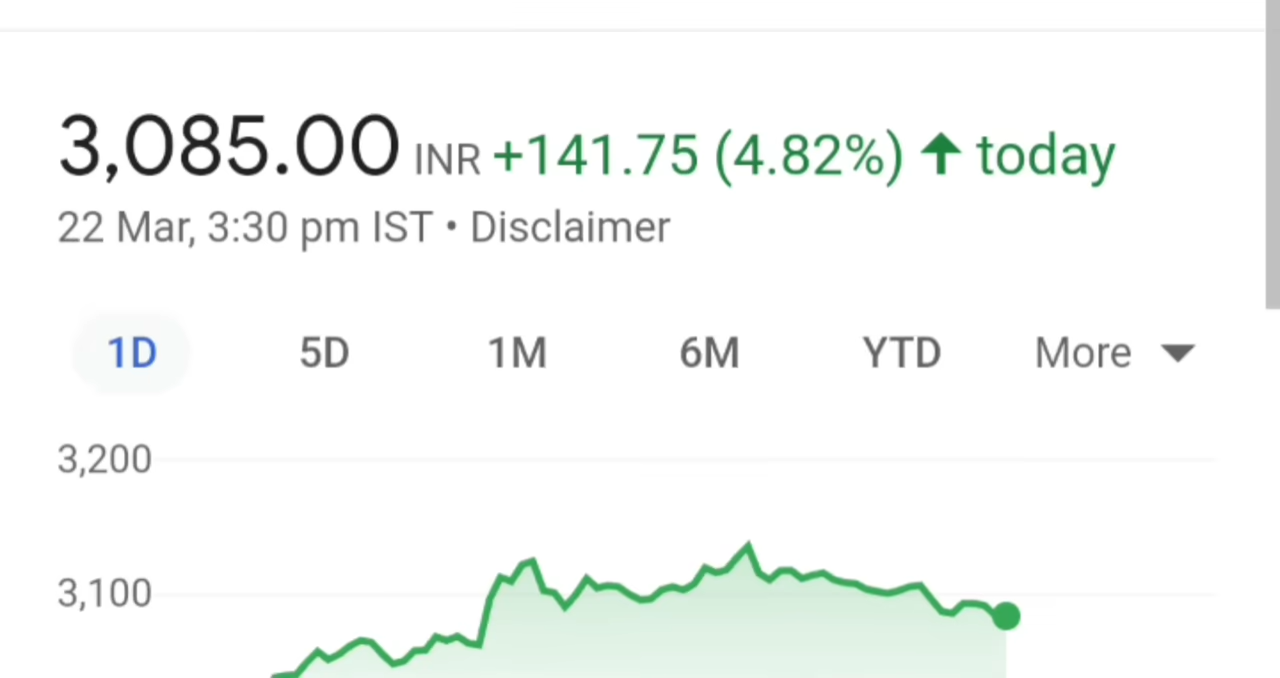 3,085.00 INR +141.75 (4.82%) ↑ today
22 Mar, 3:30 pm IST • Disclaimer
1D 5D 1M 6M YTD More
3,200
3,100